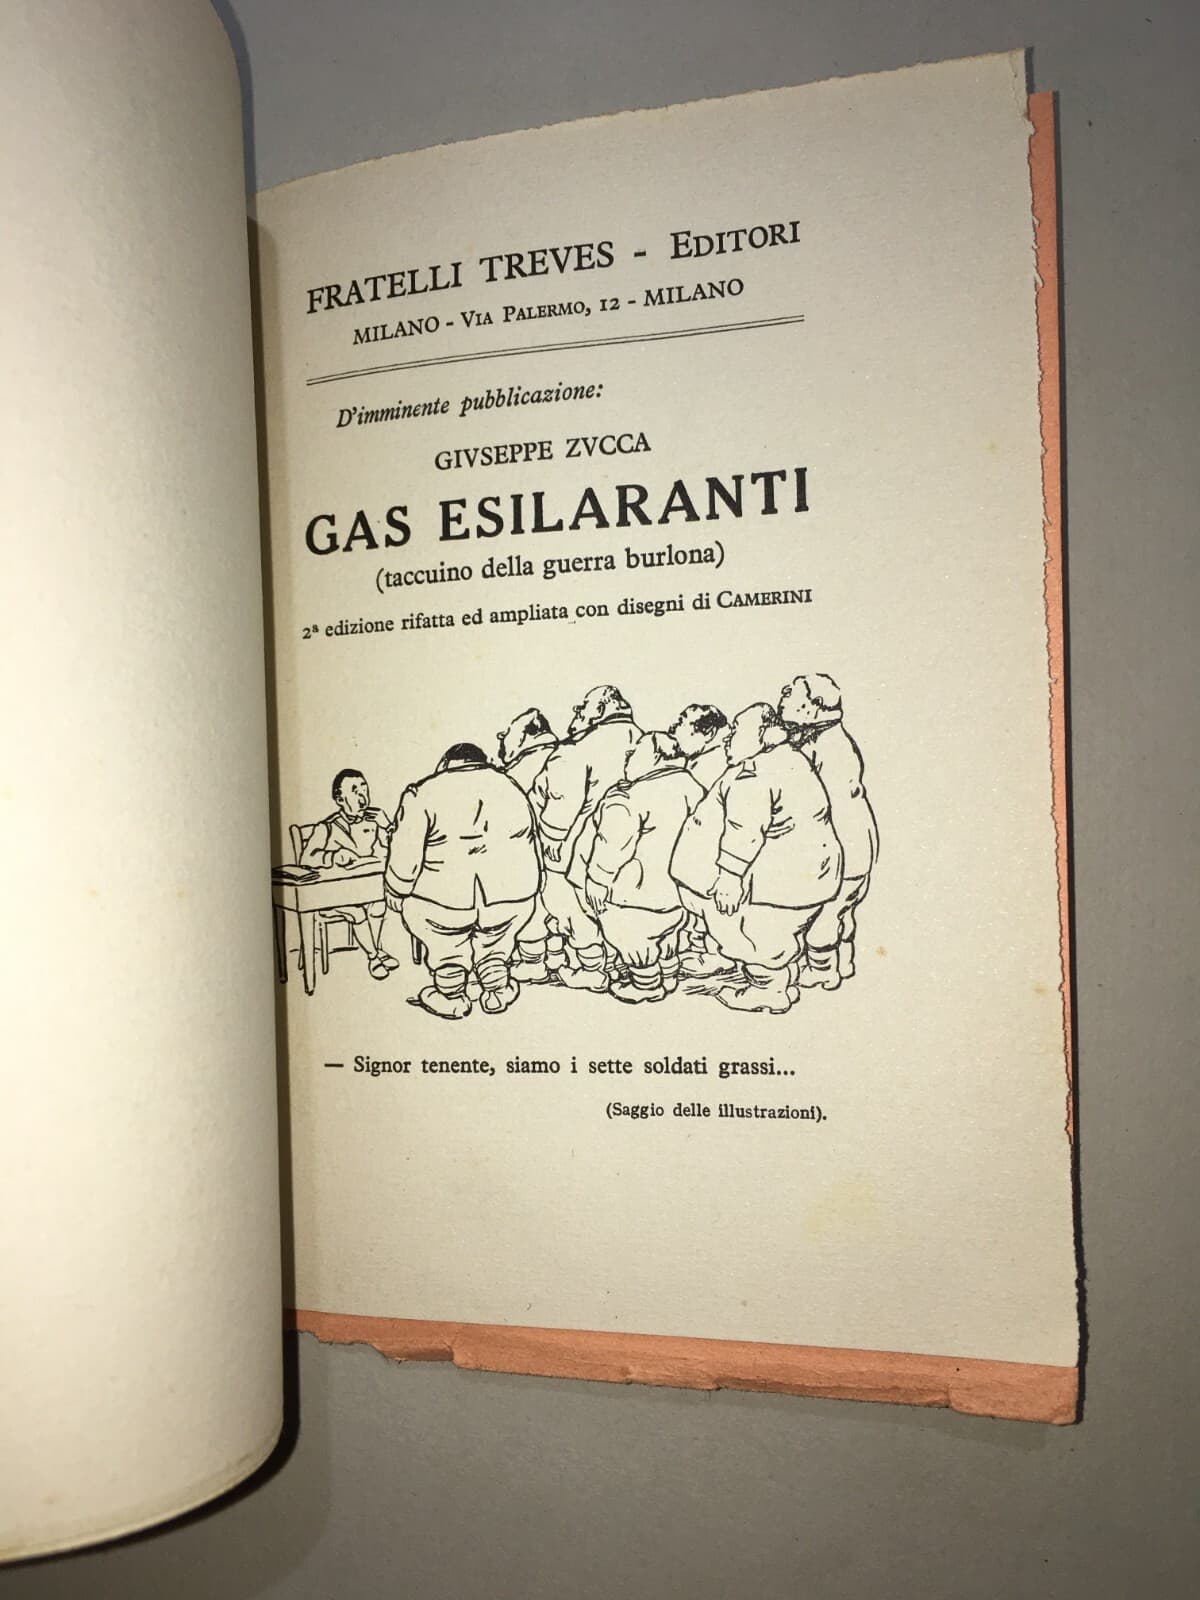 FRATELLI TREVES - EDITORI
MILANO - VIA PALERMO, 12 - MILANO
D'imminente pubblicazione:
GIVSEPPE ZVCCA
GAS ESILARANTI
(taccuino della guerra burlona)
2ª edizione rifatta ed ampliata con disegni di CAMERINI
— Signor tenente, siamo i sette soldati grassi...
(Saggio delle illustrazioni).